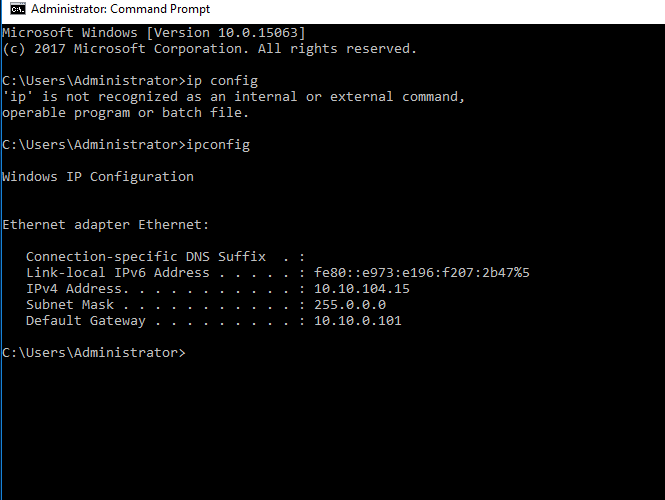 Administrator: Command Prompt
Microsoft Windows [Version 10.0.15063]
(c) 2017 Microsoft Corporation. All rights reserved.
C:\Users\Administrator>ip config
'ip' is not recognized as an internal or external command,
operable program or batch file.
C:\Users\Administrator>ipconfig
Windows IP Configuration
Ethernet adapter Ethernet:
   Connection-specific DNS Suffix  . :
   Link-local IPv6 Address . . . . . : fe80::e973:e196:f207:2b47%5
   IPv4 Address. . . . . . . . . . . : 10.10.104.15
   Subnet Mask . . . . . . . . . . . : 255.0.0.0
   Default Gateway . . . . . . . . . : 10.10.0.101
C:\Users\Administrator>